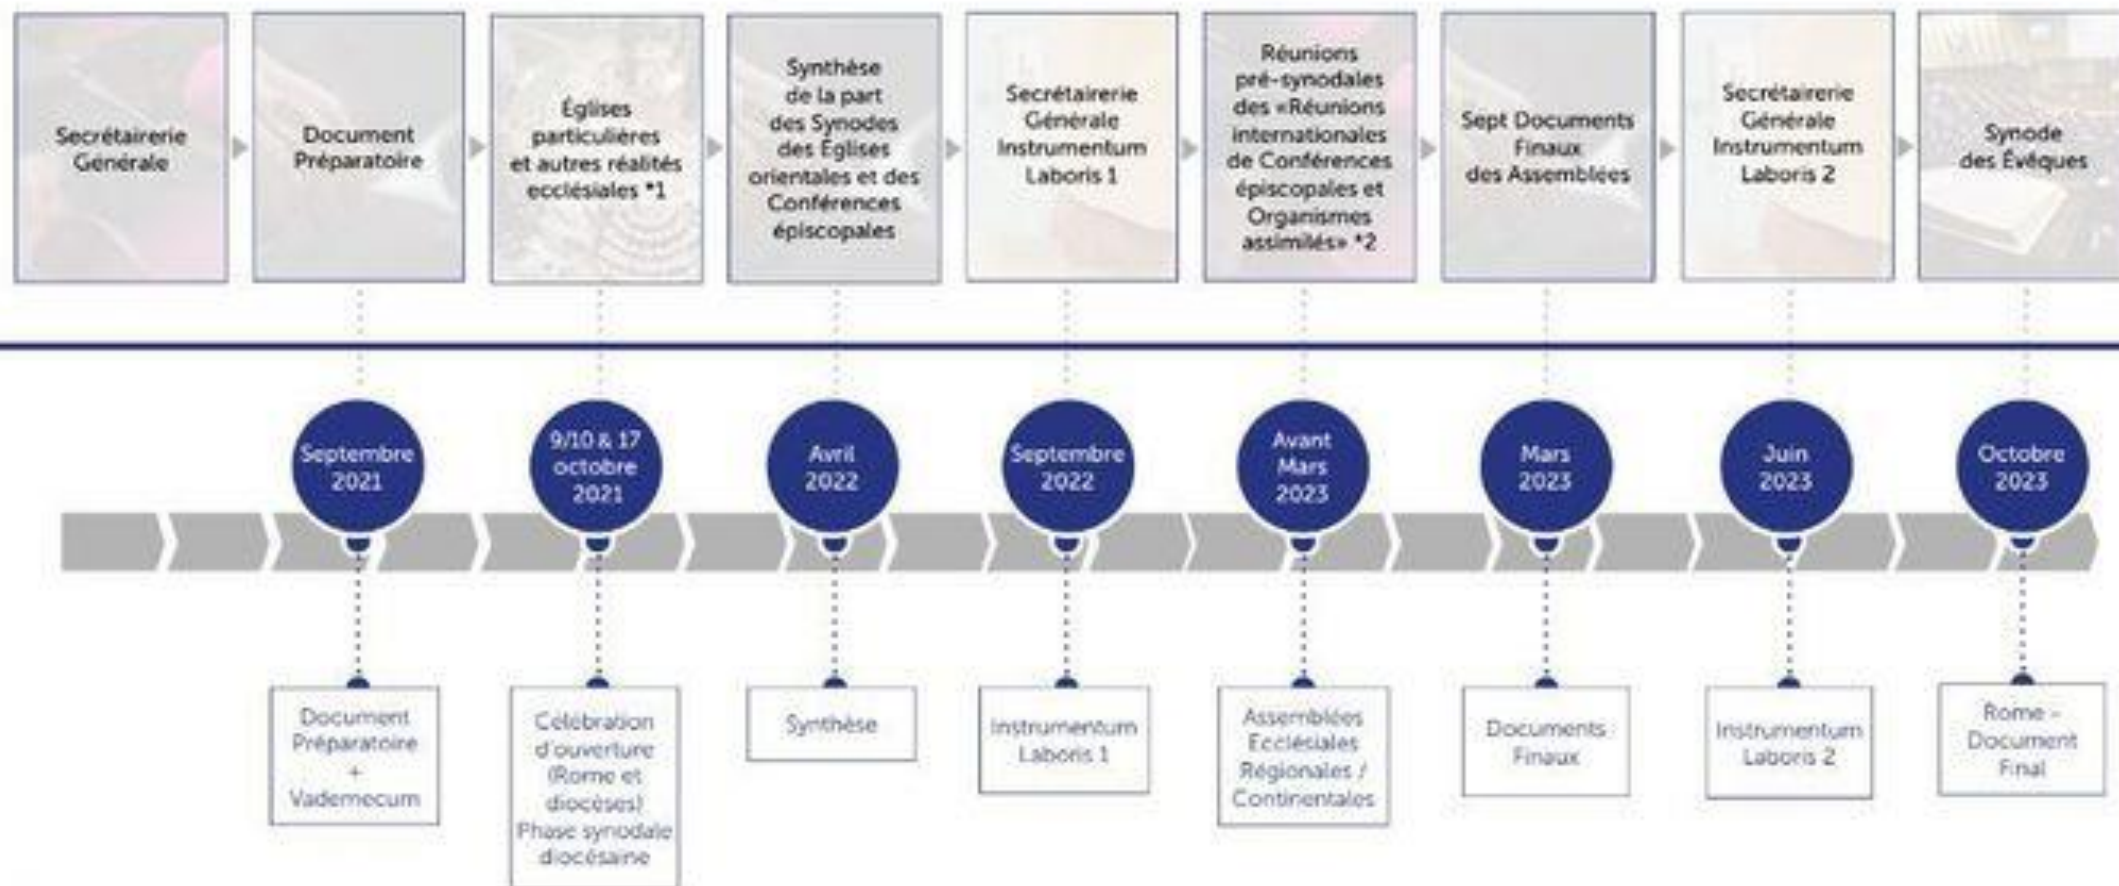 Secrétairerie
Générale
Document
Préparatoire
Églises
particulières
et autres réalités
ecclésiales *1
Synthèse
de la part
des Synodes
des Églises
orientales et des
Conférences
épiscopales
Secrétairerie
Générale
Instrumentum
Laboris 1
Réunions
pré-synodales
des «Réunions
internationales
de Conférences
épiscopales et
Organismes
assimilés» *2
Sept Documents
Finaux
des Assemblées
Secrétairerie
Générale
Instrumentum
Laboris 2
Synode
des Évêques
Septembre
2021
9/10 & 17
octobre
2021
Avril
2022
Septembre
2022
Avant
Mars
2023
Mars
2023
Juin
2023
Octobre
2023
Document
Préparatoire
+
Vademecum
Célébration
d'ouverture
(Rome et
diocèses)
Phase synodale
diocésaine
Synthèse
Instrumentum
Laboris 1
Assemblées
Ecclésiales
Régionales /
Continentales
Documents
Finaux
Instrumentum
Laboris 2
Rome –
Document
Final